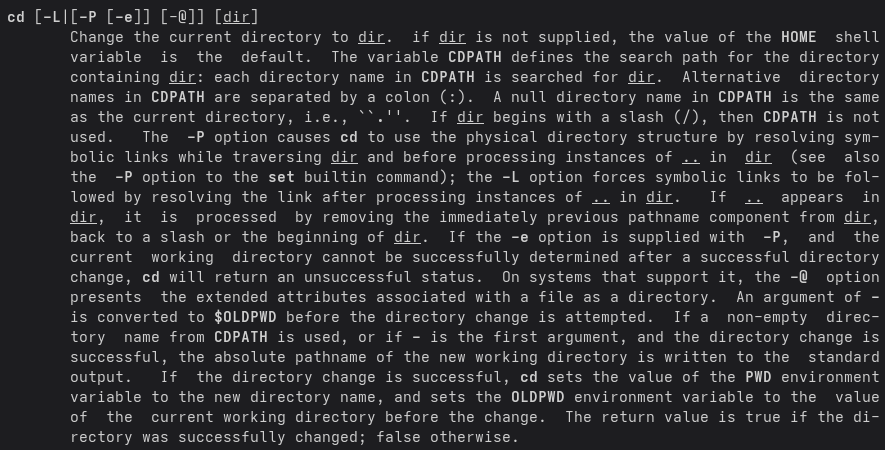 cd [-L|[-P [-e]] [-@]] [dir]
Change the current directory to dir.  if dir is not supplied, the value of the HOME  shell
variable  is  the  default.  The variable CDPATH defines the search path for the directory
containing dir: each directory name in CDPATH is searched for dir.  Alternative  directory
names in CDPATH are separated by a colon (:).  A null directory name in CDPATH is the same
as the current directory, i.e., ``.''.  If dir begins with a slash (/), then CDPATH is not
used.   The  -P option causes cd to use the physical directory structure by resolving sym-
bolic links while traversing dir and before processing instances of .. in  dir  (see  also
the  -P option to the set builtin command); the -L option forces symbolic links to be fol-
lowed by resolving the link after processing instances of .. in dir.   If  ..  appears  in
dir,  it  is  processed  by removing the immediately previous pathname component from dir,
back to a slash or the beginning of dir.  If the -e option is supplied with  -P,  and  the
current  working  directory cannot be successfully determined after a successful directory
change, cd will return an unsuccessful status.  On systems that support it, the -@  option
presents  the extended attributes associated with a file as a directory.  An argument of -
is converted to $OLDPWD before the directory change is attempted.  If a  non-empty  direc-
tory  name from CDPATH is used, or if - is the first argument, and the directory change is
successful, the absolute pathname of the new working directory is written to the  standard
output.   If  the directory change is successful, cd sets the value of the PWD environment
variable to the new directory name, and sets the OLDPWD environment variable to the  value
of  the  current working directory before the change.  The return value is true if the di-
rectory was successfully changed; false otherwise.